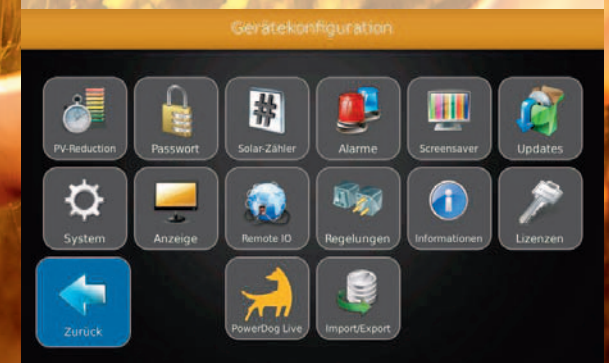 Gerätekonfiguration
PV-Reduction Passwort Solar-Zähler Alarme Screensaver Updates
System Anzeige Remote IO Regelungen Informationen Lizenzen
Zurück PowerDog Live Import/Export